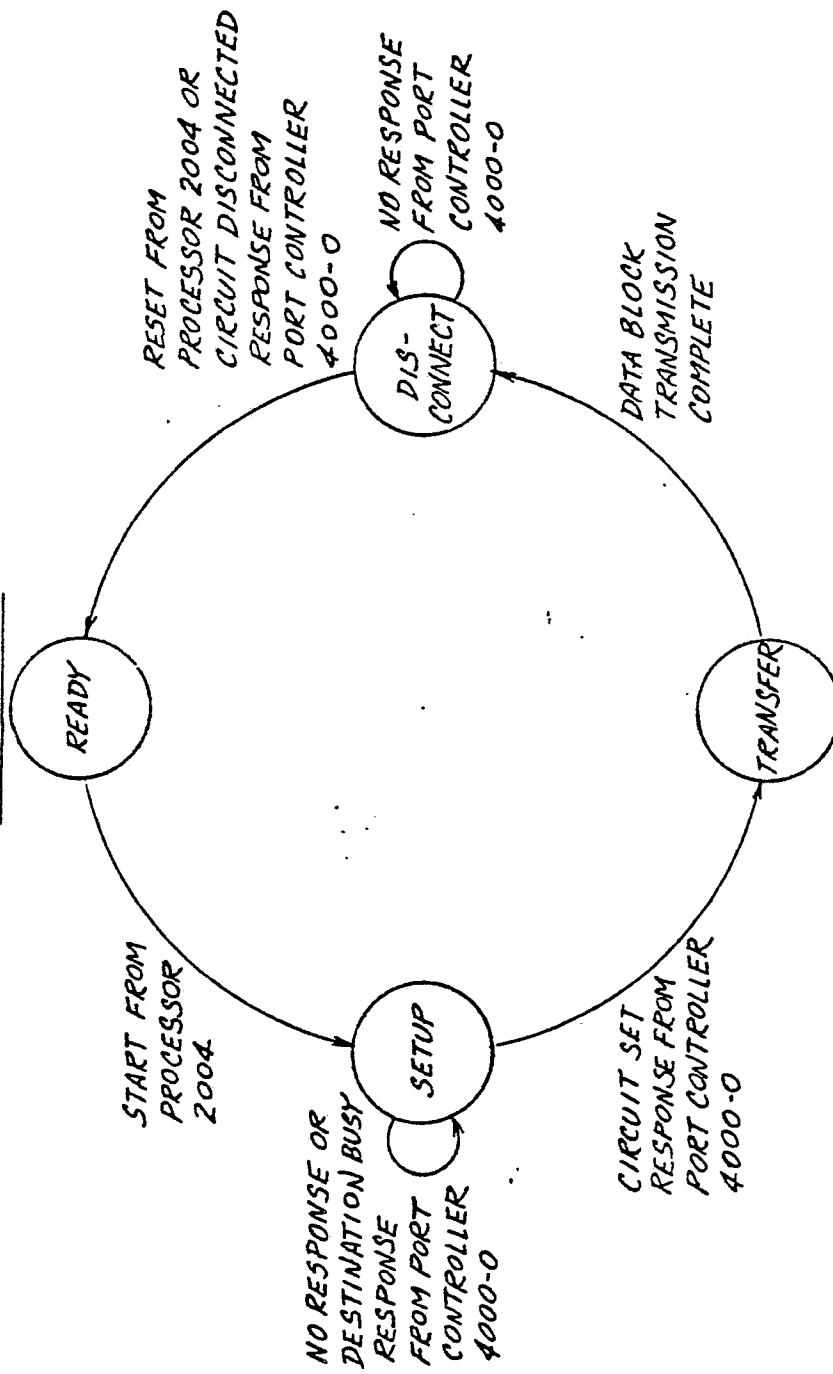 READY
START FROM
PROCESSOR
2004
SETUP
NO RESPONSE OR
DESTINATION BUSY
RESPONSE
FROM PORT
CONTROLLER
4000-0
CIRCUIT SET
RESPONSE FROM
PORT CONTROLLER
4000-0
TRANSFER
DATA BLOCK
TRANSMISSION
COMPLETE
DIS-
CONNECT
NO RESPONSE
FROM PORT
CONTROLLER
4000-0
RESET FROM
PROCESSOR 2004 OR
CIRCUIT DISCONNECTED
RESPONSE FROM
PORT CONTROLLER
4000-0